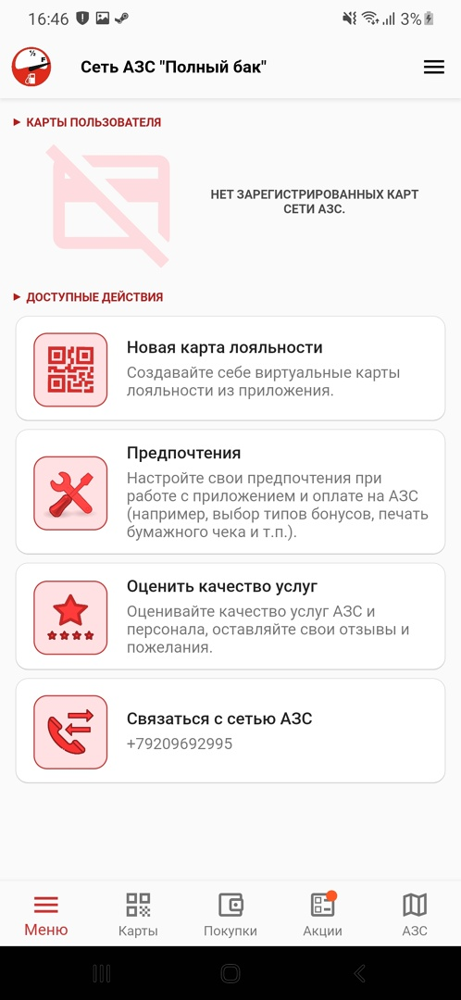 16:46
3%
½
F
Сеть АЗС "Полный бак"
КАРТЫ ПОЛЬЗОВАТЕЛЯ
НЕТ ЗАРЕГИСТРИРОВАННЫХ КАРТ
СЕТИ АЗС.
ДОСТУПНЫЕ ДЕЙСТВИЯ
Новая карта лояльности
Создавайте себе виртуальные карты
лояльности из приложения.
Предпочтения
Настройте свои предпочтения при
работе с приложением и оплате на АЗС
(например, выбор типов бонусов, печать
бумажного чека и т.п.).
Оценить качество услуг
Оценивайте качество услуг АЗС и
персонала, оставляйте свои отзывы и
пожелания.
Связаться с сетью АЗС
+79209692995
Меню
Карты
Покупки
Акции
АЗС